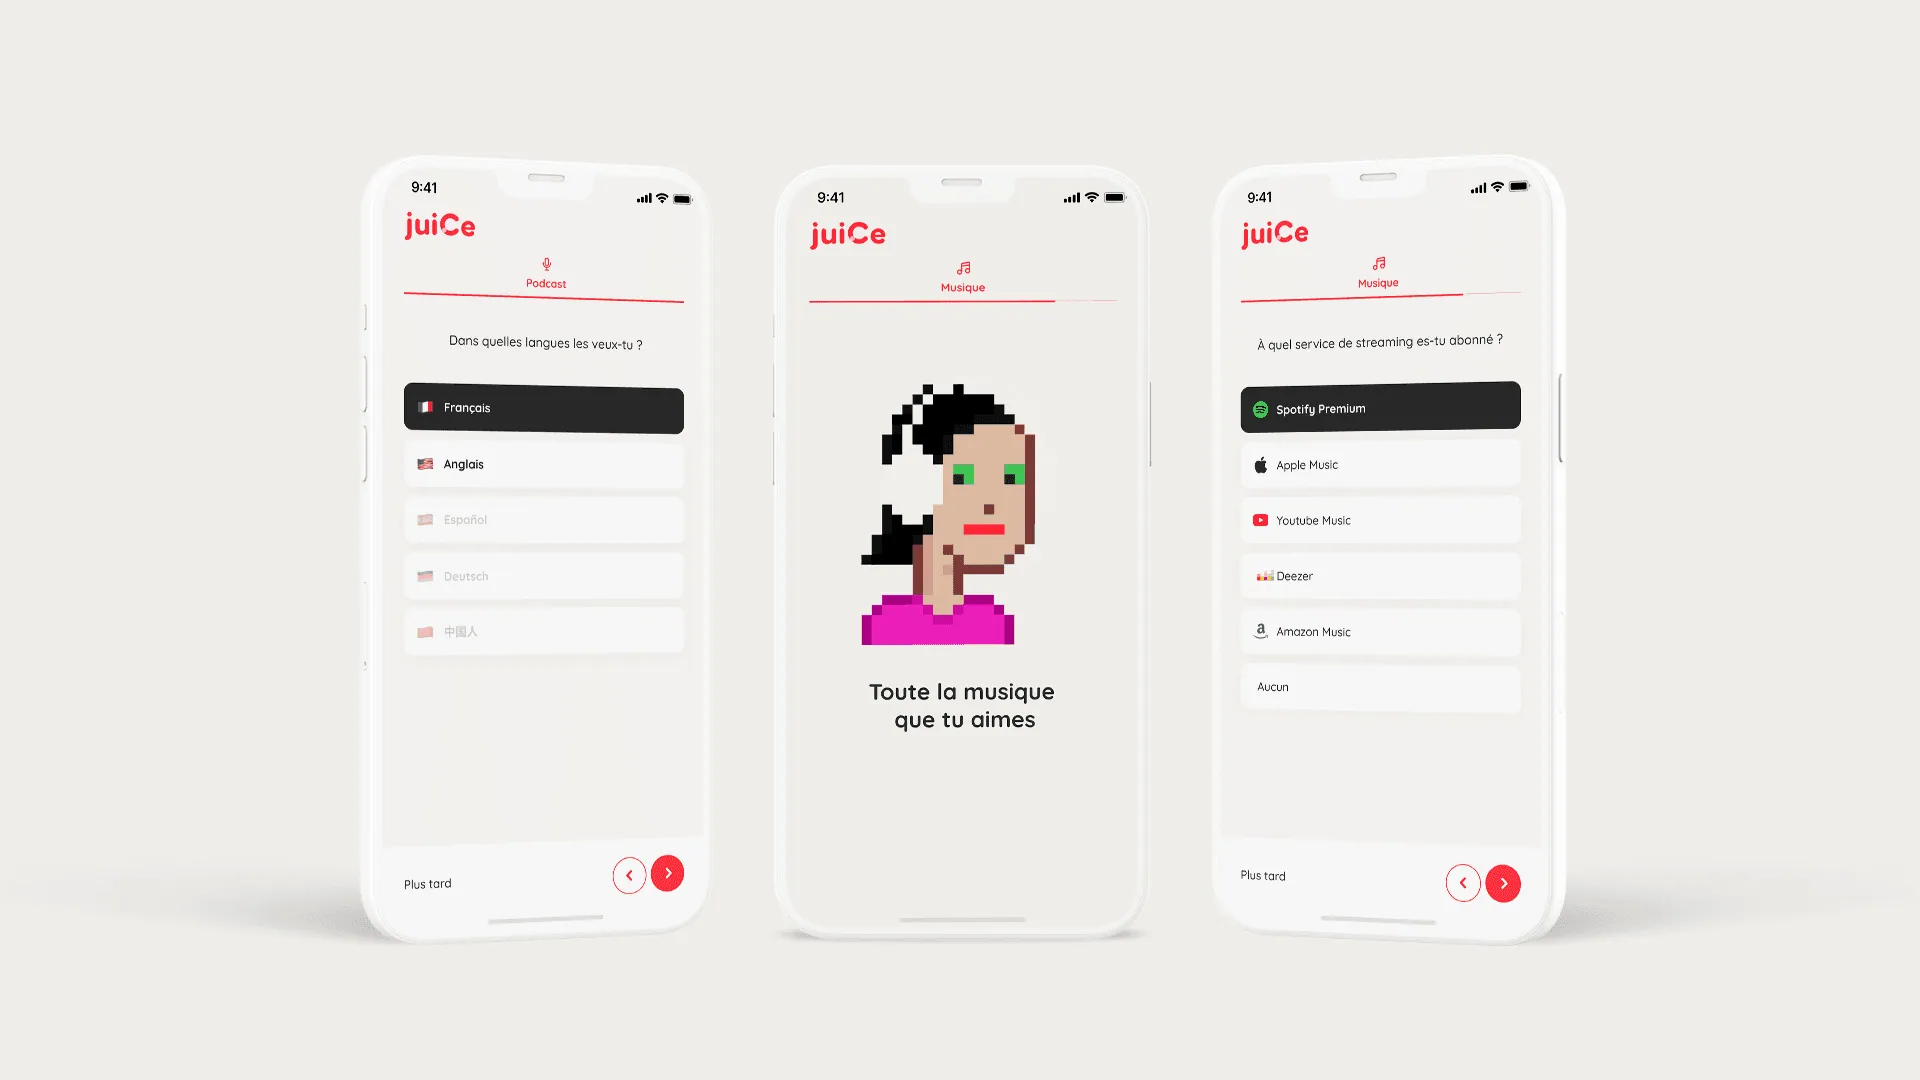 9:41
juiCe
Podcast
Dans quelles langues les veux-tu ?
Français
Anglais
Español
Deutsch
中国人
Plus tard
9:41
juiCe
Musique
Toute la musique
que tu aimes
9:41
juiCe
Musique
À quel service de streaming es-tu abonné ?
Spotify Premium
Apple Music
Youtube Music
Deezer
Amazon Music
Aucun
Plus tard